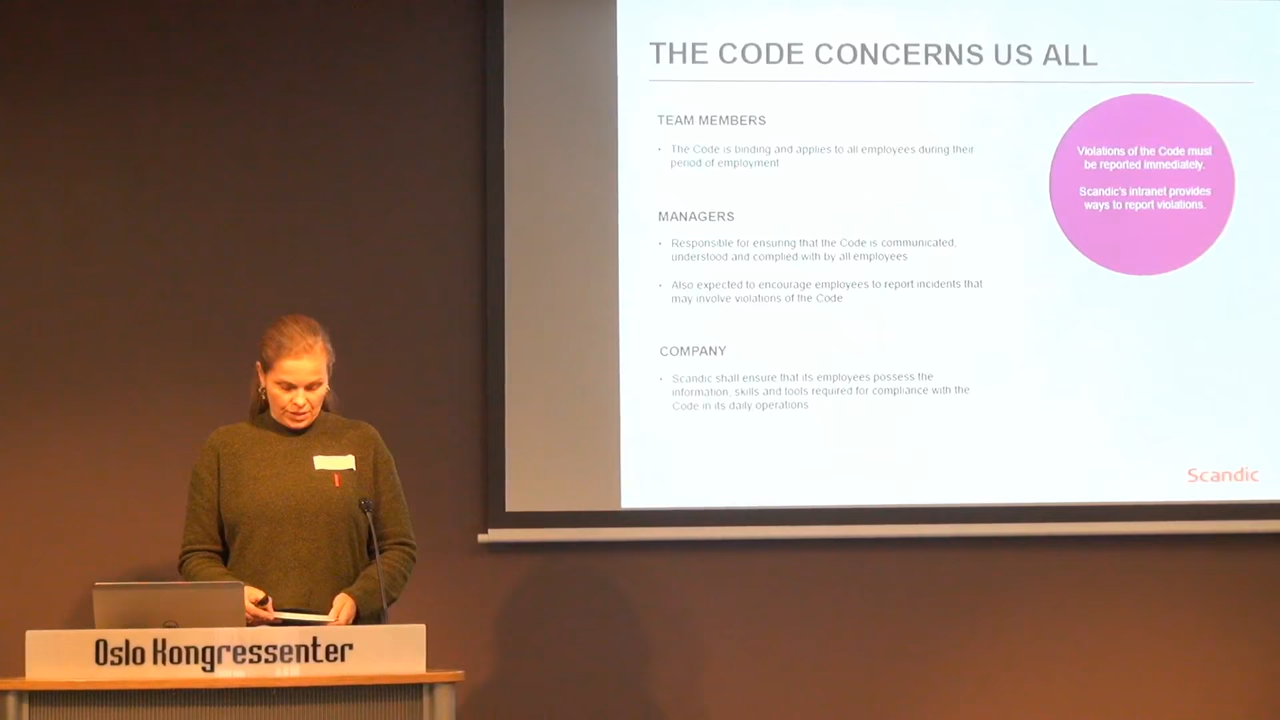 THE CODE CONCERNS US ALL
TEAM MEMBERS
• The Code is binding and applies to all employees during their
period of employment
MANAGERS
• Responsible for ensuring that the Code is communicated,
understood and complied with by all employees
• Also expected to encourage employees to report incidents that
may involve violations of the Code
COMPANY
• Scandic shall ensure that its employees possess the
information, skills and tools required for compliance with the
Code in its daily operations
Violations of the Code must
be reported immediately.
Scandic's intranet provides
ways to report violations.
Scandic
Oslo Kongressenter